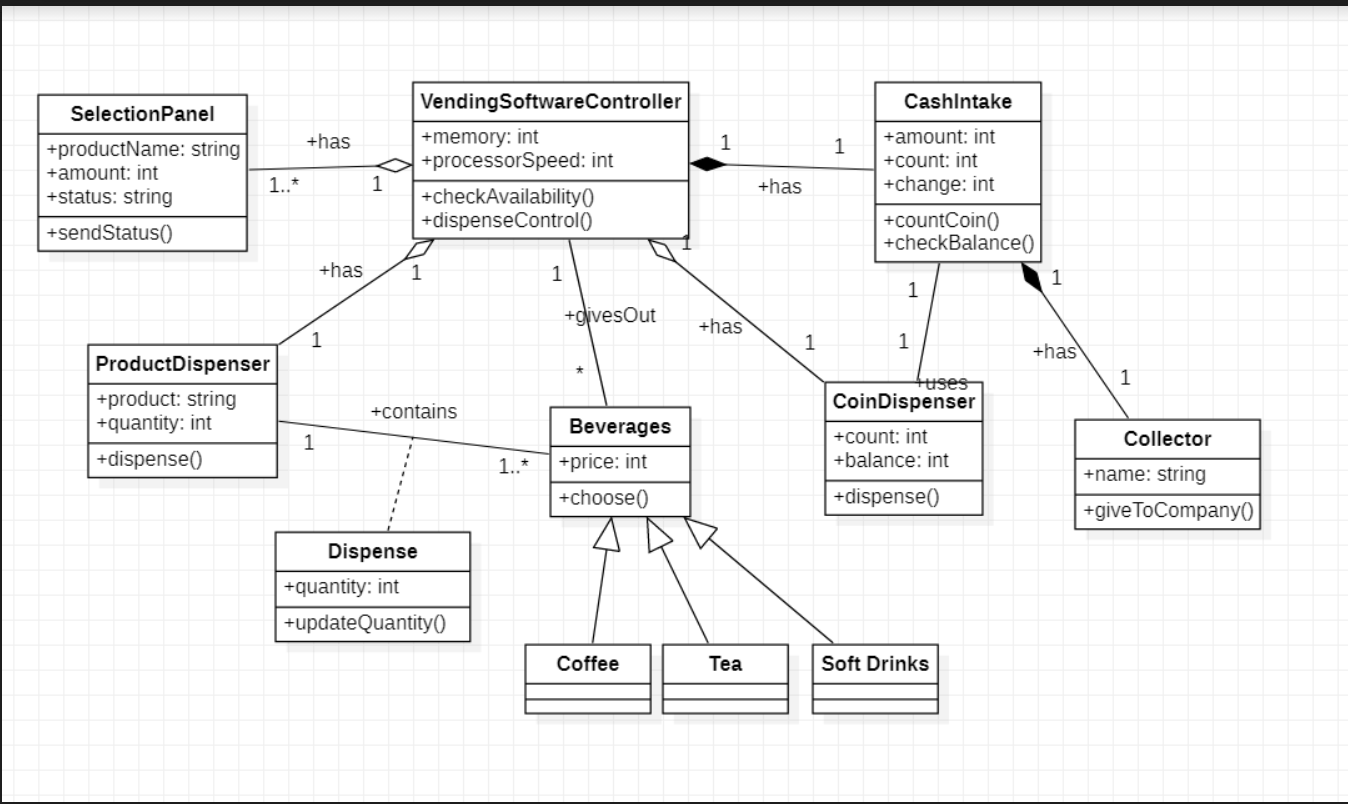 SelectionPanel
+productName: string
+amount: int
+status: string
+sendStatus()
+has
1..*
1
VendingSoftwareController
+memory: int
+processorSpeed: int
+checkAvailability()
+dispenseControl()
1
1
+has
CashIntake
+amount: int
+count: int
+change: int
+countCoin()
+checkBalance()
+has
1
1
1
+givesOut
*
1
+has
1
1
1
+uses
1
+has
1
ProductDispenser
+product: string
+quantity: int
+dispense()
+contains
1
1..*
Beverages
+price: int
+choose()
CoinDispenser
+count: int
+balance: int
+dispense()
Collector
+name: string
+giveToCompany()
Dispense
+quantity: int
+updateQuantity()
Coffee
Tea
Soft Drinks